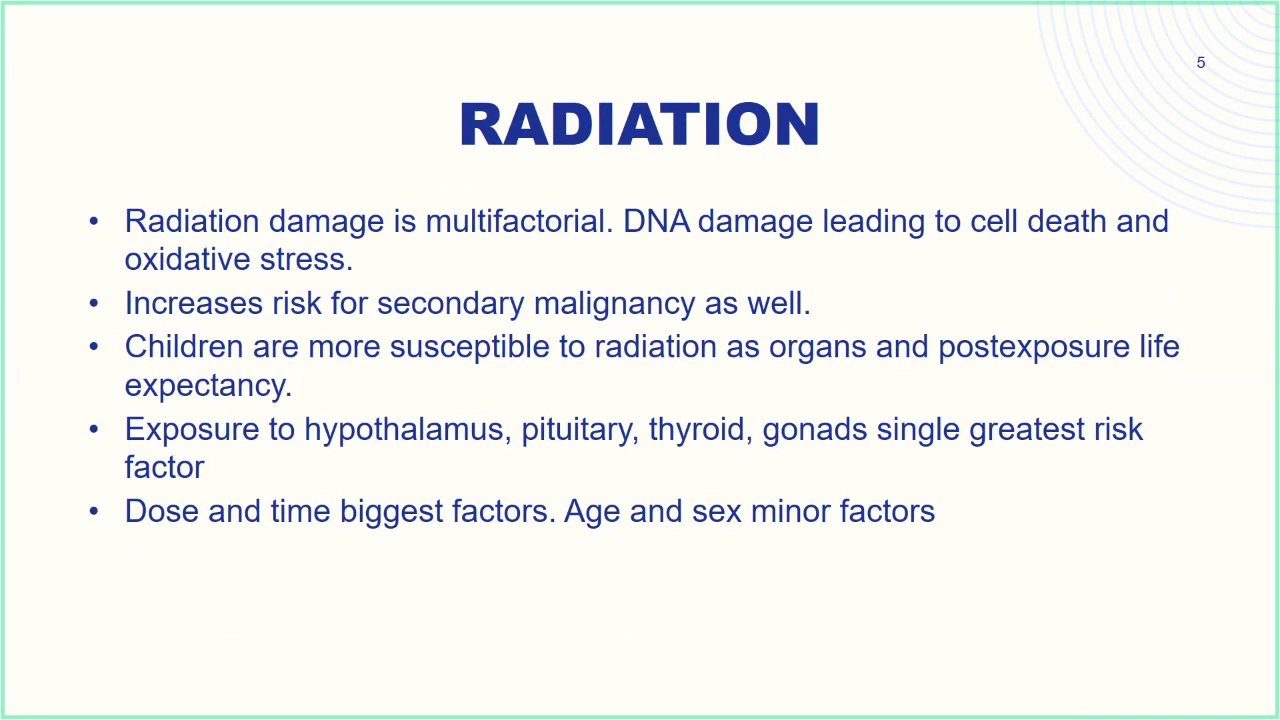 5
RADIATION
• Radiation damage is multifactorial. DNA damage leading to cell death and
oxidative stress.
• Increases risk for secondary malignancy as well.
• Children are more susceptible to radiation as organs and postexposure life
expectancy.
• Exposure to hypothalamus, pituitary, thyroid, gonads single greatest risk
factor
• Dose and time biggest factors. Age and sex minor factors